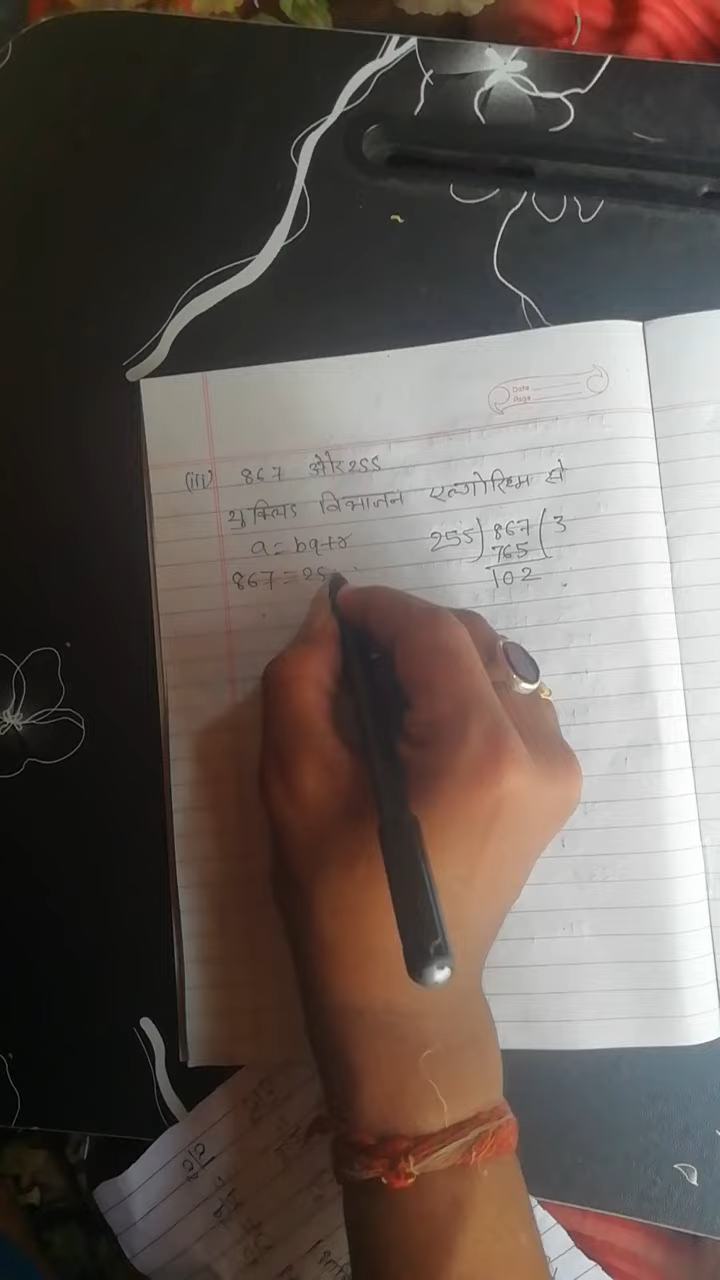 Date
Page
(iii) 867 और 255
युक्लिड विभाजन एल्गोरिथ्म से
a = bq+r
867 = 25
255) 867 (3
765
102